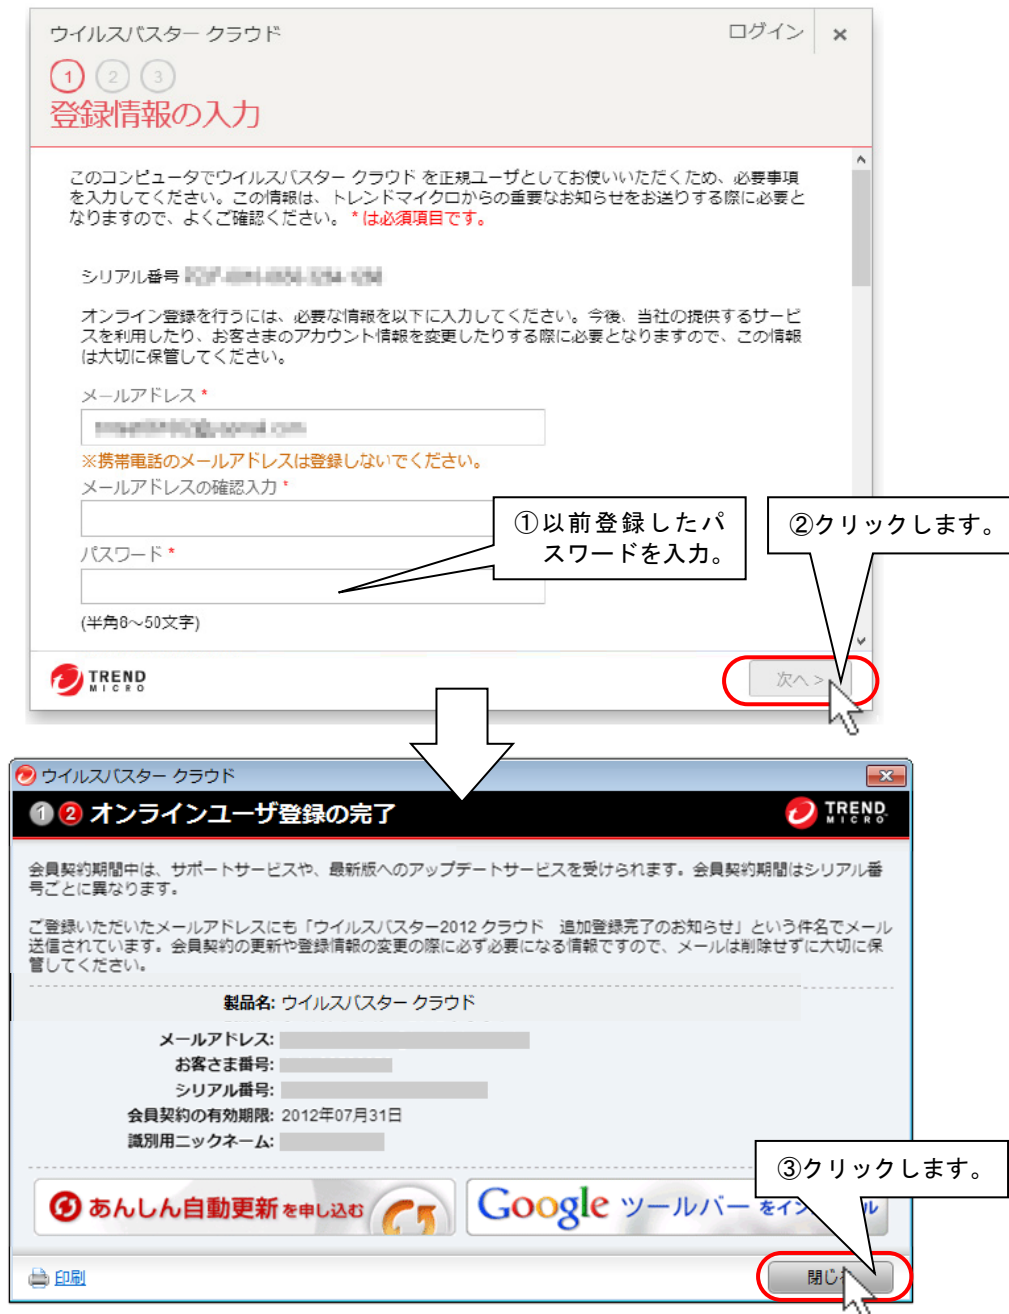 ウイルスバスター クラウド
ログイン ×
1 2 3
登録情報の入力
このコンピュータでウイルスバスター クラウド を正規ユーザとしてお使いいただくため、必要事項
を入力してください。この情報は、トレンドマイクロからの重要なお知らせをお送りする際に必要と
なりますので、よくご確認ください。 * は必須項目です。
シリアル番号
オンライン登録を行うには、必要な情報を以下に入力してください。今後、当社の提供するサービ
スを利用したり、お客さまのアカウント情報を変更したりする際に必要となりますので、この情報
は大切に保管してください。
メールアドレス *
※携帯電話のメールアドレスは登録しないでください。
メールアドレスの確認入力 *
①以前登録したパ
スワードを入力。
②クリックします。
パスワード *
(半角8～50文字)
TREND
MICRO
次へ >
ウイルスバスター クラウド
1 2 オンラインユーザ登録の完了
TREND
MICRO
会員契約期間中は、サポートサービスや、最新版へのアップデートサービスを受けられます。会員契約期間はシリアル番
号ごとに異なります。
ご登録いただいたメールアドレスにも「ウイルスバスター2012 クラウド　追加登録完了のお知らせ」という件名でメール
送信されています。会員契約の更新や登録情報の変更の際に必ず必要になる情報ですので、メールは削除せずに大切に保
管してください。
製品名: ウイルスバスター クラウド
メールアドレス:
お客さま番号:
シリアル番号:
会員契約の有効期限: 2012年07月31日
識別用ニックネーム:
③クリックします。
あんしん自動更新 を申し込む
Google ツールバー をイン ル
印刷
閉じ